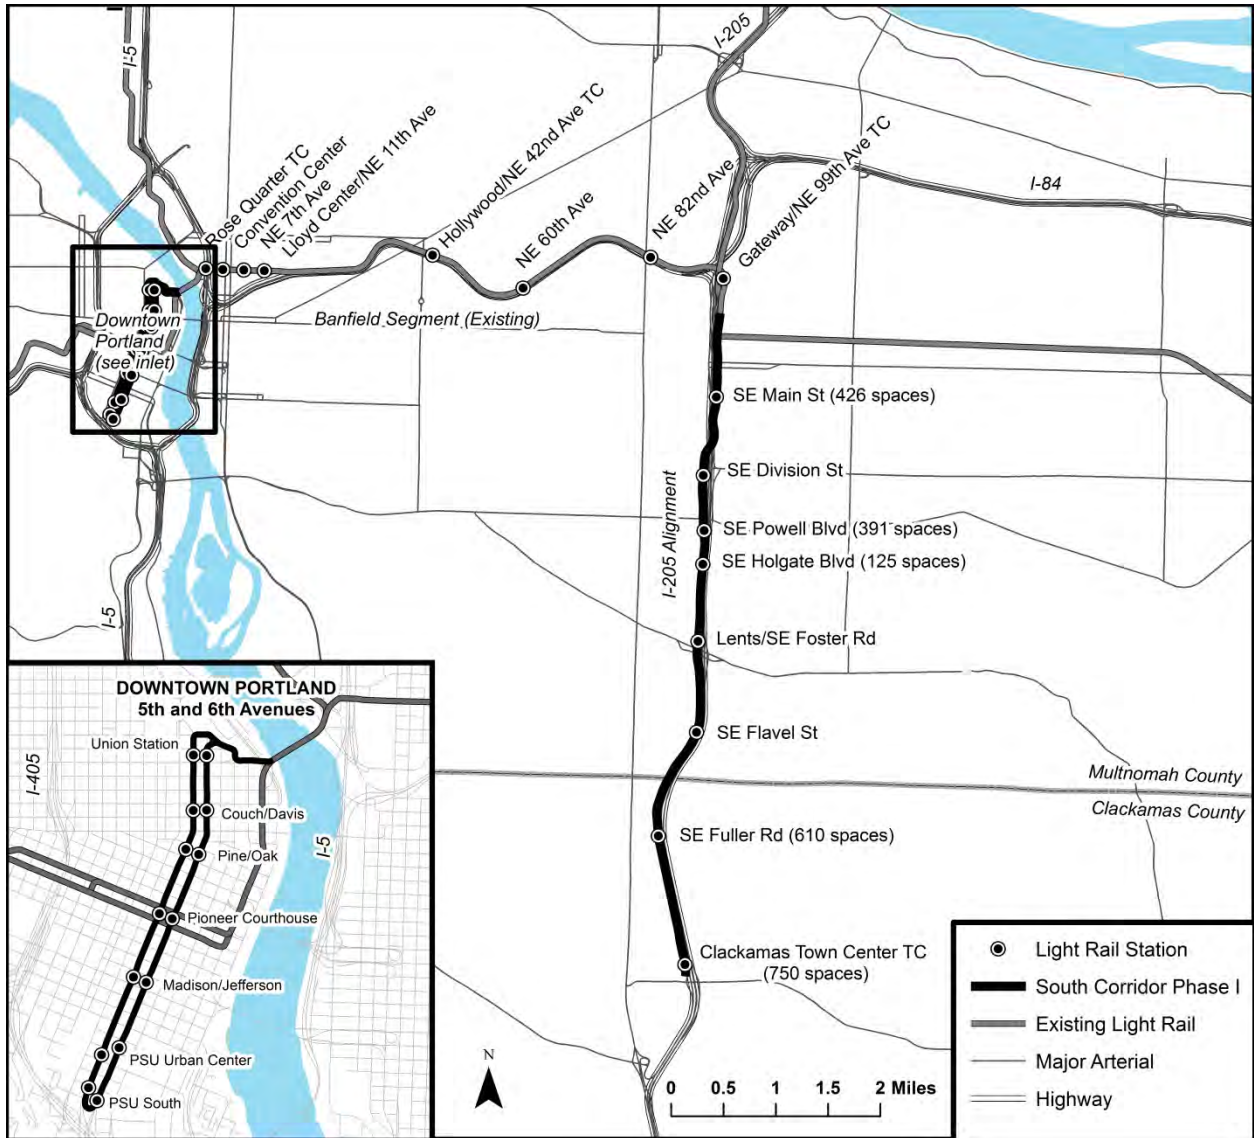 I-5
I-205
Rose Quarter TC
Convention Center
NE 7th Ave
Lloyd Center/NE 11th Ave
Hollywood/NE 42nd Ave TC
NE 60th Ave
NE 82nd Ave
Gateway/NE 99th Ave TC
I-84
Banfield Segment (Existing)
Downtown
Portland
(see inlet)
SE Main St (426 spaces)
SE Division St
I-205 Alignment
SE Powell Blvd (391 spaces)
SE Holgate Blvd (125 spaces)
I-5
Lents/SE Foster Rd
SE Flavel St
Multnomah County
Clackamas County
SE Fuller Rd (610 spaces)
Clackamas Town Center TC
(750 spaces)
DOWNTOWN PORTLAND
5th and 6th Avenues
Union Station
I-405
Couch/Davis
I-5
Pine/Oak
Pioneer Courthouse
Madison/Jefferson
PSU Urban Center
PSU South
N
0 0.5 1 1.5 2 Miles
Light Rail Station
South Corridor Phase I
Existing Light Rail
Major Arterial
Highway